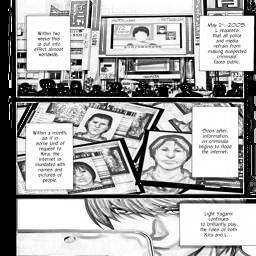 May 1st, 2005.
L requests
that all police
and media
refrain from
making suspected
criminals'
faces public.
Within two
weeks this
is put into
effect almost
worldwide.
Soon after,
information
on criminals
begins to flood
the internet.
Within a month,
as if in
some kind of
request to
Kira, the
internet is
inundated with
names and
pictures of
people.
Light Yagami
continues
to brilliantly play
the roles of both
Kira and L...